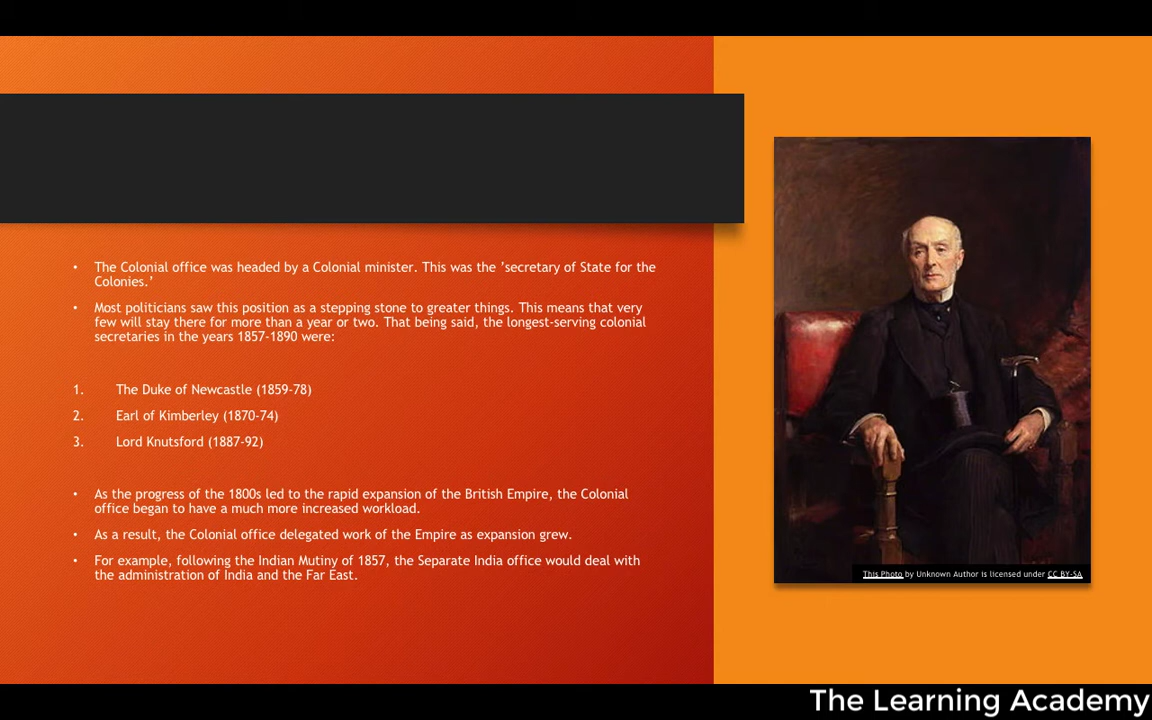 • The Colonial office was headed by a Colonial minister. This was the ’secretary of State for the
Colonies.’
• Most politicians saw this position as a stepping stone to greater things. This means that very
few will stay there for more than a year or two. That being said, the longest-serving colonial
secretaries in the years 1857-1890 were:
1. The Duke of Newcastle (1859-78)
2. Earl of Kimberley (1870-74)
3. Lord Knutsford (1887-92)
• As the progress of the 1800s led to the rapid expansion of the British Empire, the Colonial
office began to have a much more increased workload.
• As a result, the Colonial office delegated work of the Empire as expansion grew.
• For example, following the Indian Mutiny of 1857, the Separate India office would deal with
the administration of India and the Far East.
This Photo by Unknown Author is licensed under CC BY-SA
The Learning Academy